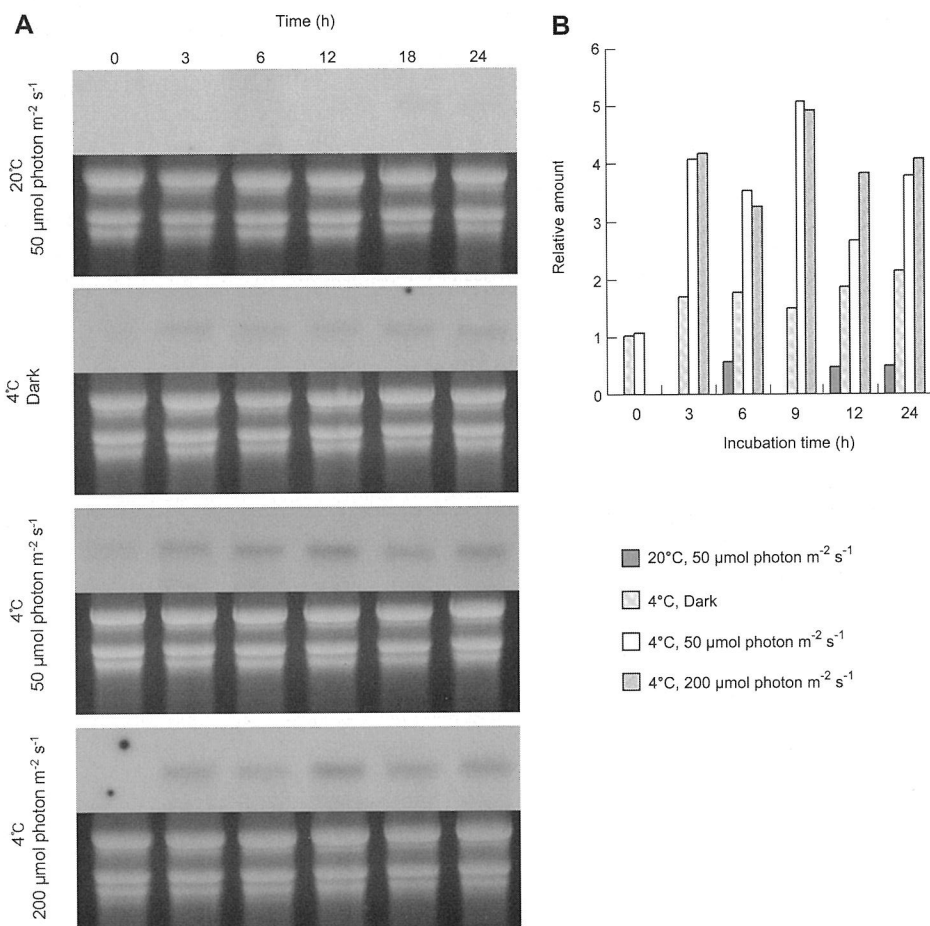 A
Time (h)
0 3 6 12 18 24
20℃
50 µmol photon m⁻² s⁻¹
4℃
Dark
4℃
50 µmol photon m⁻² s⁻¹
4℃
200 µmol photon m⁻² s⁻¹
B
6
5
4
3
2
1
0
Relative amount
0 3 6 9 12 24
Incubation time (h)
20°C, 50 µmol photon m⁻² s⁻¹
4°C, Dark
4°C, 50 µmol photon m⁻² s⁻¹
4°C, 200 µmol photon m⁻² s⁻¹